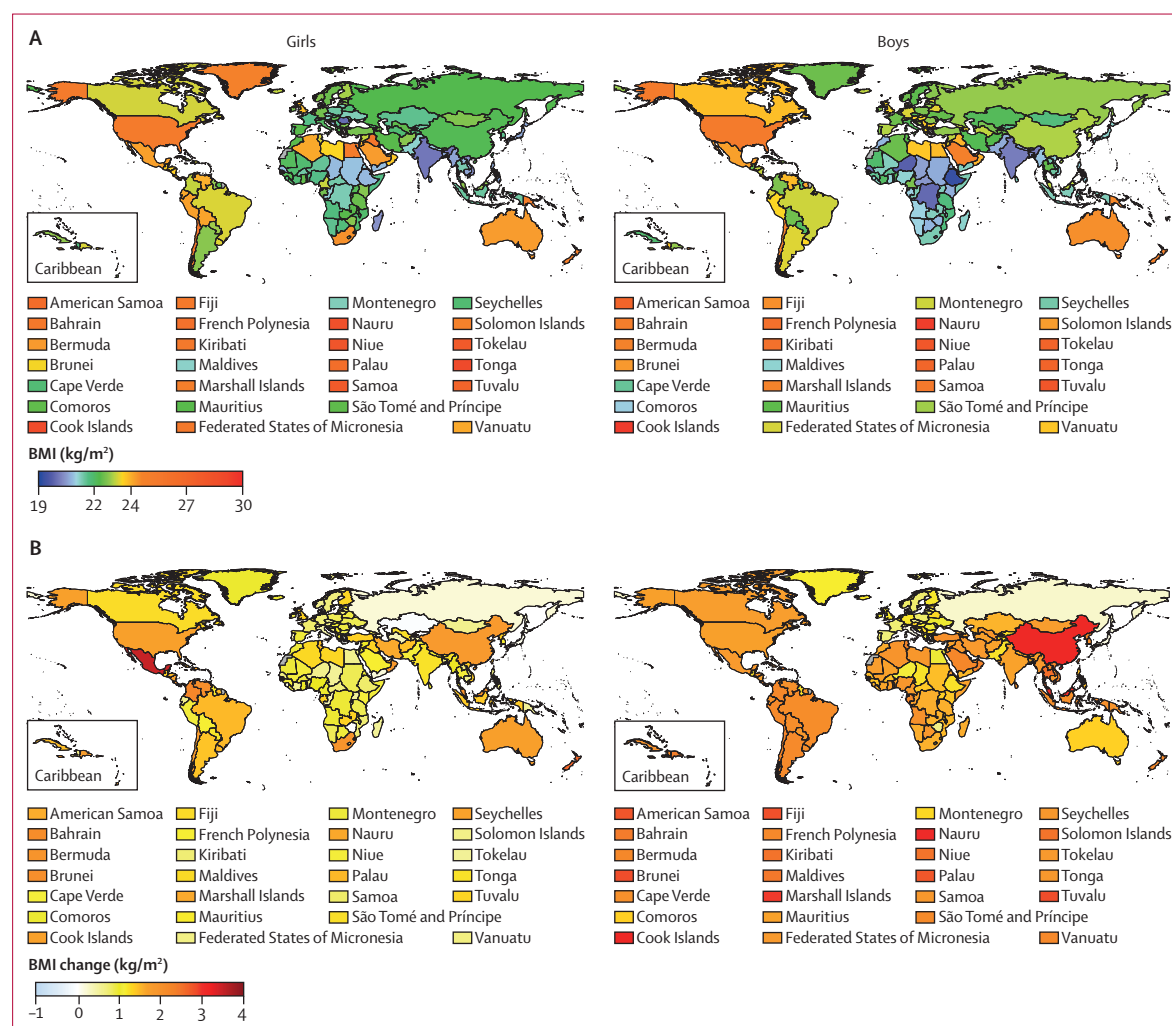 A
Girls
Boys
Caribbean
Caribbean
American Samoa Fiji Montenegro Seychelles
Bahrain French Polynesia Nauru Solomon Islands
Bermuda Kiribati Niue Tokelau
Brunei Maldives Palau Tonga
Cape Verde Marshall Islands Samoa Tuvalu
Comoros Mauritius São Tomé and Príncipe
Cook Islands Federated States of Micronesia Vanuatu
American Samoa Fiji Montenegro Seychelles
Bahrain French Polynesia Nauru Solomon Islands
Bermuda Kiribati Niue Tokelau
Brunei Maldives Palau Tonga
Cape Verde Marshall Islands Samoa Tuvalu
Comoros Mauritius São Tomé and Príncipe
Cook Islands Federated States of Micronesia Vanuatu
BMI (kg/m²)
19 22 24 27 30
B
Caribbean
Caribbean
American Samoa Fiji Montenegro Seychelles
Bahrain French Polynesia Nauru Solomon Islands
Bermuda Kiribati Niue Tokelau
Brunei Maldives Palau Tonga
Cape Verde Marshall Islands Samoa Tuvalu
Comoros Mauritius São Tomé and Príncipe
Cook Islands Federated States of Micronesia Vanuatu
American Samoa Fiji Montenegro Seychelles
Bahrain French Polynesia Nauru Solomon Islands
Bermuda Kiribati Niue Tokelau
Brunei Maldives Palau Tonga
Cape Verde Marshall Islands Samoa Tuvalu
Comoros Mauritius São Tomé and Príncipe
Cook Islands Federated States of Micronesia Vanuatu
BMI change (kg/m²)
–1 0 1 2 3 4